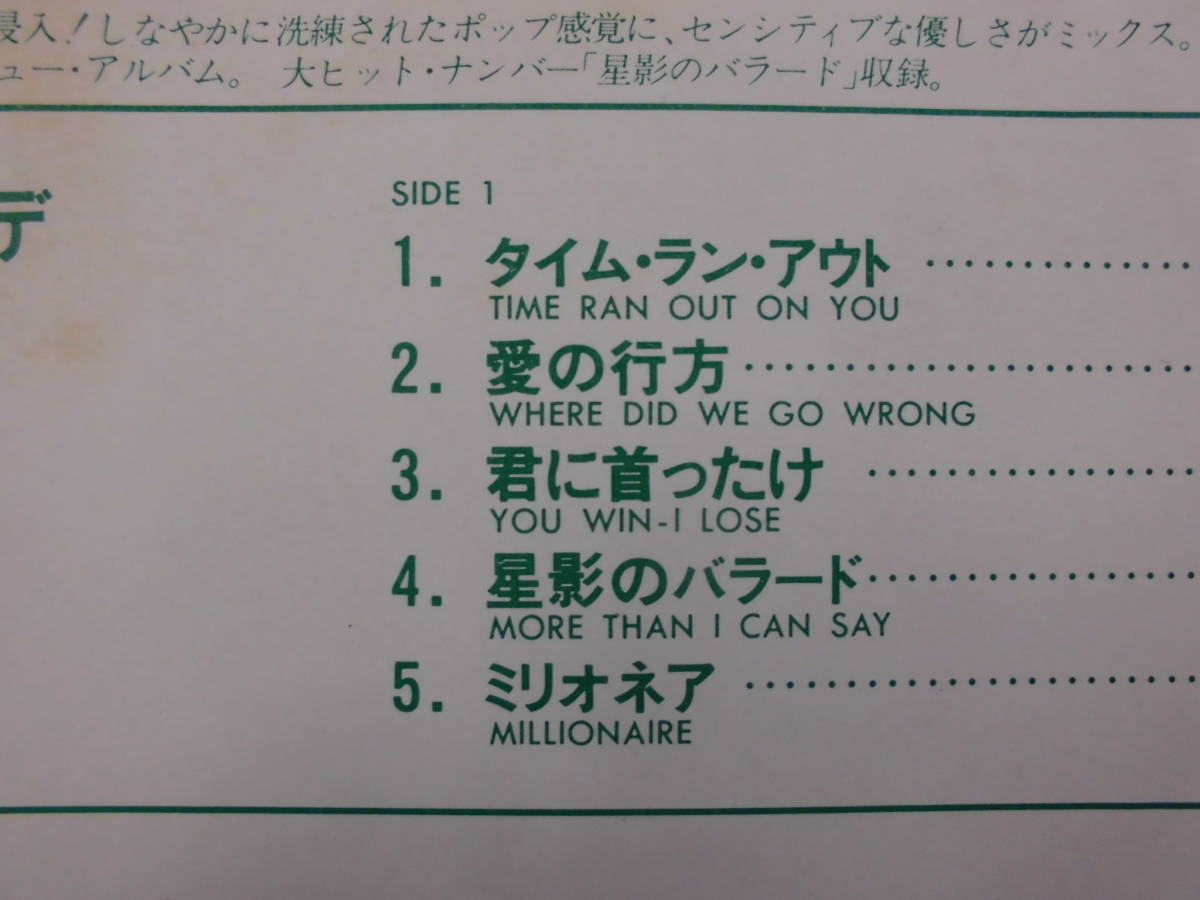 侵入!しなやかに洗練されたポップ感覚に、センシティブな優しさがミックス。
ュー・アルバム。 大ヒット・ナンバー「星影のバラード」収録。
デ
SIDE 1
1. タイム・ラン・アウト ……………
TIME RAN OUT ON YOU
2. 愛の行方……………………
WHERE DID WE GO WRONG
3. 君に首ったけ ………………
YOU WIN-I LOSE
4. 星影のバラード………………
MORE THAN I CAN SAY
5. ミリオネア ……………………
MILLIONAIRE